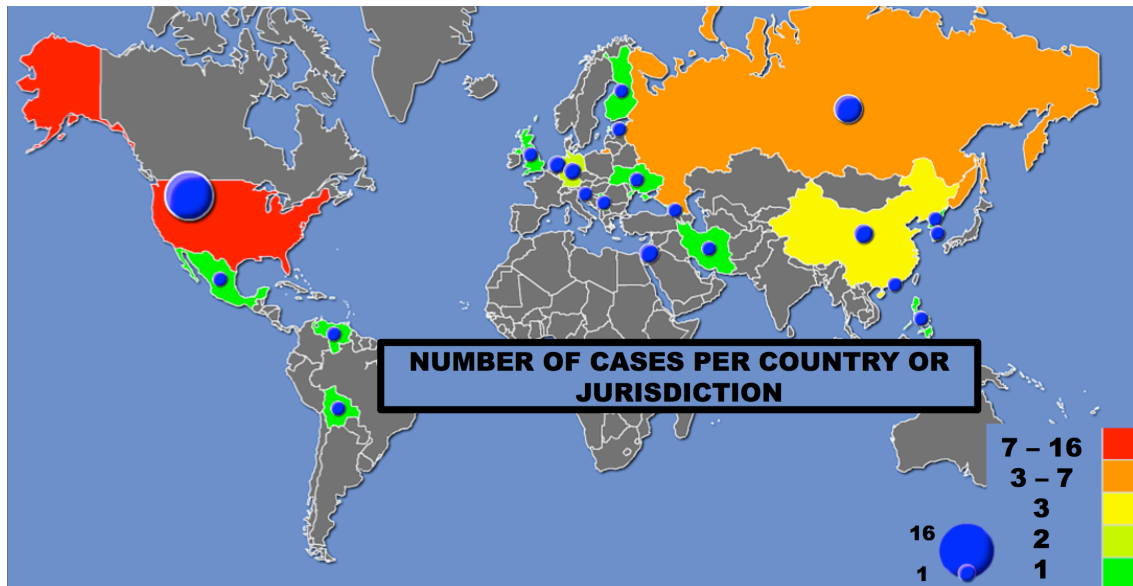 NUMBER OF CASES PER COUNTRY OR
JURISDICTION
7 – 16
3 – 7
3
2
1
16
1